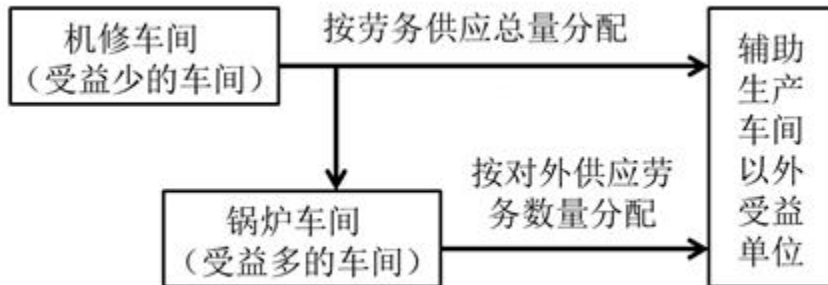 机修车间
（受益少的车间）
按劳务供应总量分配
锅炉车间
（受益多的车间）
按对外供应劳
务数量分配
辅助
生产
车间
以外
受益
单位